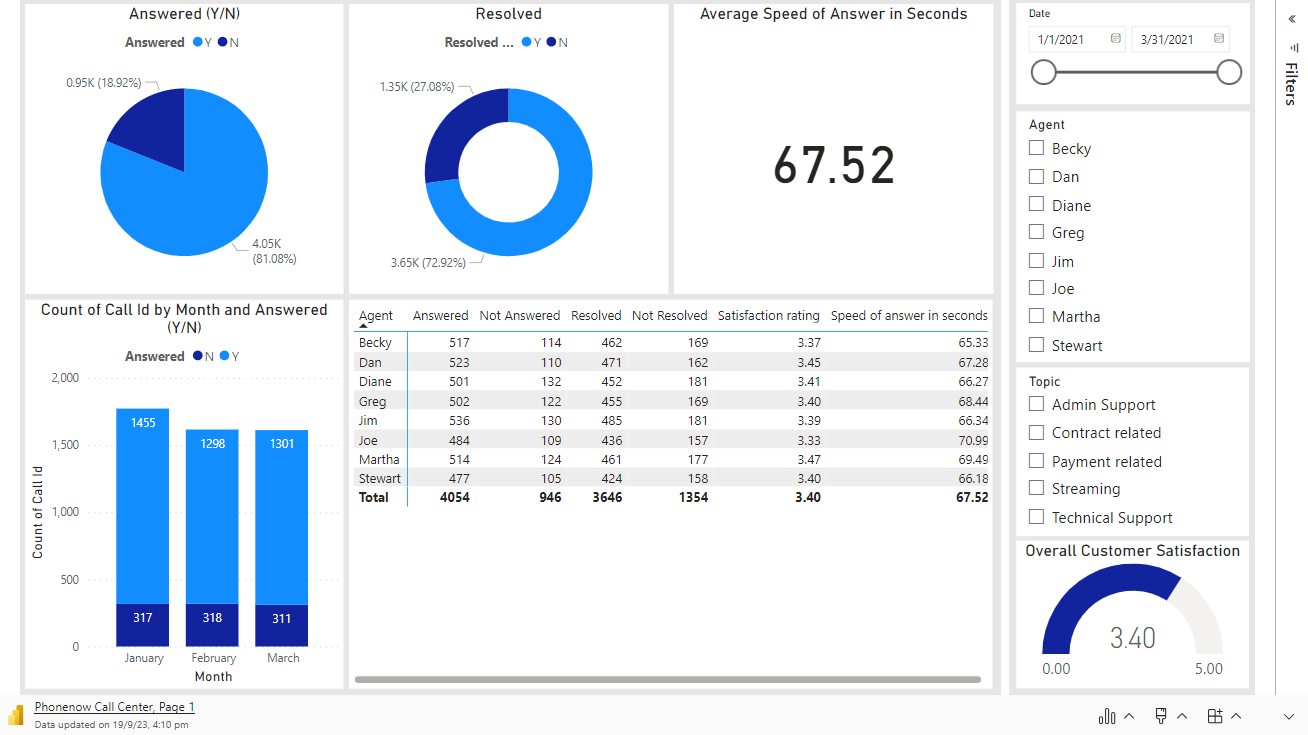 Answered (Y/N)
Answered Y N
0.95K (18.92%)
4.05K
(81.08%)
Resolved
Resolved ... Y N
1.35K (27.08%)
3.65K (72.92%)
Average Speed of Answer in Seconds
67.52
Count of Call Id by Month and Answered
(Y/N)
Answered N Y
Count of Call Id
2,000
1,500
1,000
500
0
1455
1298
1301
317
318
311
January February March
Month
Agent Answered Not Answered Resolved Not Resolved Satisfaction rating Speed of answer in seconds
Becky 517 114 462 169 3.37 65.33
Dan 523 110 471 162 3.45 67.28
Diane 501 132 452 181 3.41 66.27
Greg 502 122 455 169 3.40 68.44
Jim 536 130 485 181 3.39 66.34
Joe 484 109 436 157 3.33 70.99
Martha 514 124 461 177 3.47 69.49
Stewart 477 105 424 158 3.40 66.18
Total 4054 946 3646 1354 3.40 67.52
Date
1/1/2021 3/31/2021
Agent
Becky
Dan
Diane
Greg
Jim
Joe
Martha
Stewart
Topic
Admin Support
Contract related
Payment related
Streaming
Technical Support
Overall Customer Satisfaction
3.40
0.00 5.00
Filters
Phonenow Call Center, Page 1
Data updated on 19/9/23, 4:10 pm